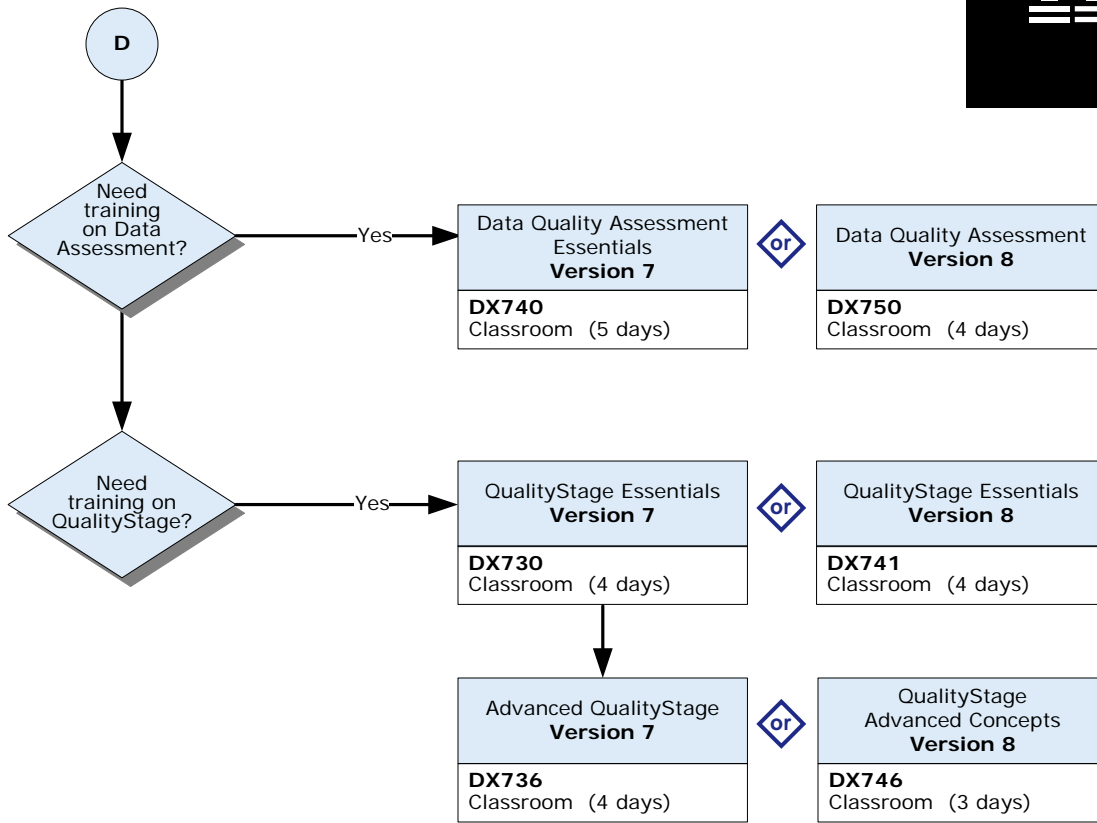 D
Need
training
on Data
Assessment?
Yes
Data Quality Assessment
Essentials
Version 7
DX740
Classroom (5 days)
or
Data Quality Assessment
Version 8
DX750
Classroom (4 days)
Need
training on
QualityStage?
Yes
QualityStage Essentials
Version 7
DX730
Classroom (4 days)
or
QualityStage Essentials
Version 8
DX741
Classroom (4 days)
Advanced QualityStage
Version 7
DX736
Classroom (4 days)
or
QualityStage
Advanced Concepts
Version 8
DX746
Classroom (3 days)